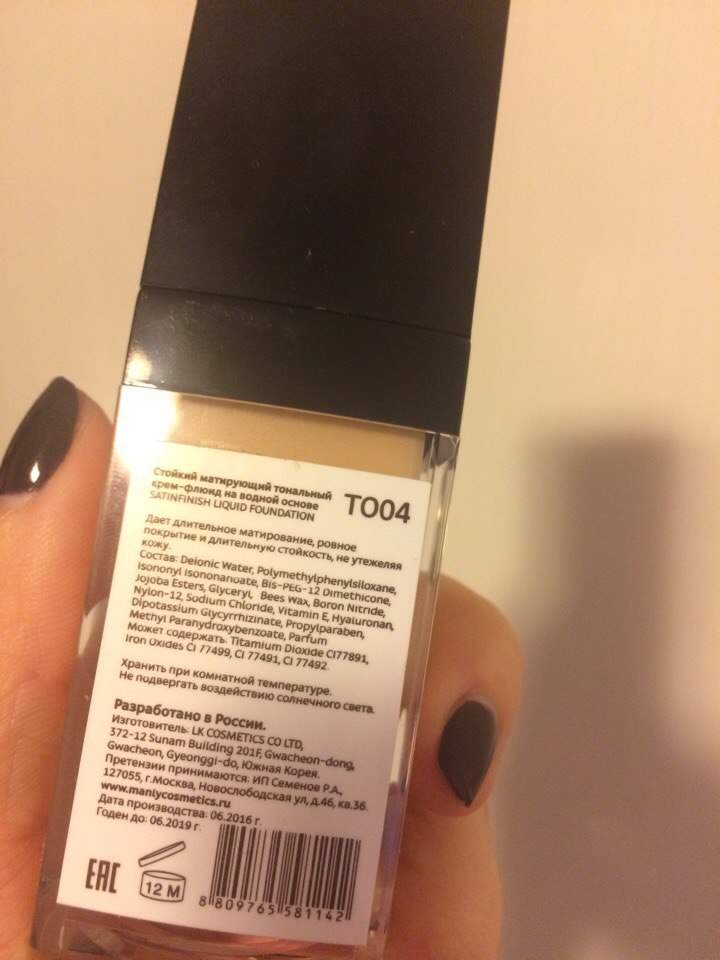 Стойкий матирующий тональный
крем-флюид на водной основе
SATINFINISH LIQUID FOUNDATION
TO04
Дает длительное матирование, ровное
покрытие и длительную стойкость, не утежеляя
кожу.
Состав: Deionic Water, Polymethylphenylsiloxane,
Isononyl Isononanoate, Bis-PEG-12 Dimethicone,
Jojoba Esters, Glyceryl, Bees Wax, Boron Nitride,
Nylon-12, Sodium Chloride, Vitamin E, Hyaluronan,
Dipotassium Glycyrrhizinate, Propylparaben,
Methyl Parahydroxybenzoate, Parfum
Может содержать: Titanium Dioxide CI77891,
Iron Oxides CI 77499, CI 77491, CI 77492
Хранить при комнатной температуре.
Не подвергать воздействию солнечного света.
Разработано в России.
Изготовитель: LK COSMETICS CO LTD,
372-12 Sunam Building 201F, Gwacheon-dong,
Gwacheon, Gyeonggi-do, Южная Корея.
Претензии принимаются: ИП Семенов Р.А.,
127055, г.Москва, Новослободская ул, д.46, кв.36.
www.manlycosmetics.ru
Дата производства: 06.2016 г.
Годен до: 06.2019 г.
EAC
12 M
8 809765 581142